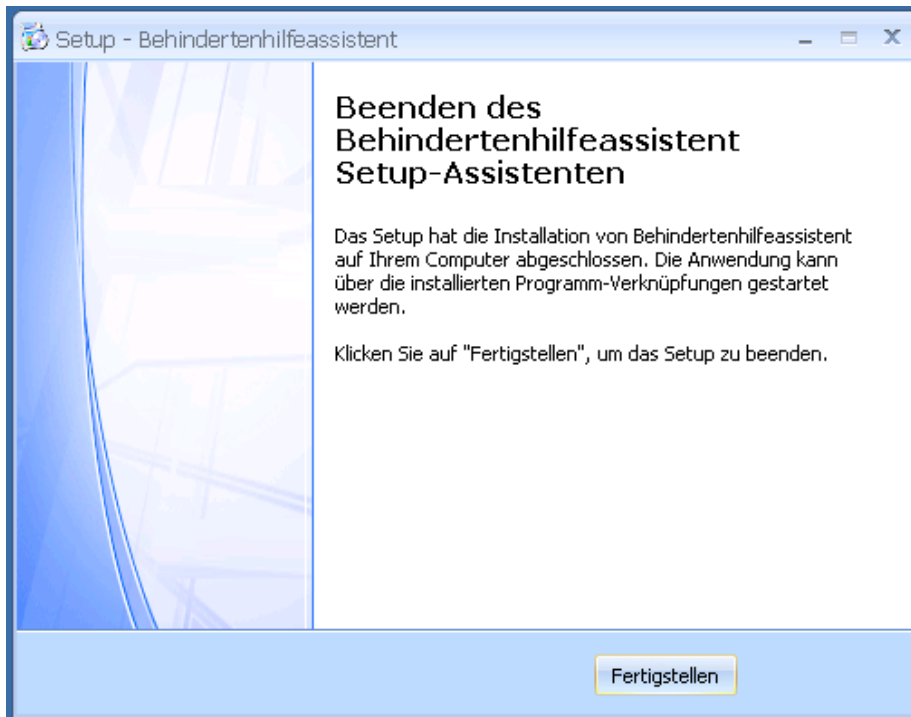 Setup - Behindertenhilfeassistent
Beenden des
Behindertenhilfeassistent
Setup-Assistenten
Das Setup hat die Installation von Behindertenhilfeassistent
auf Ihrem Computer abgeschlossen. Die Anwendung kann
über die installierten Programm-Verknüpfungen gestartet
werden.
Klicken Sie auf "Fertigstellen", um das Setup zu beenden.
Fertigstellen